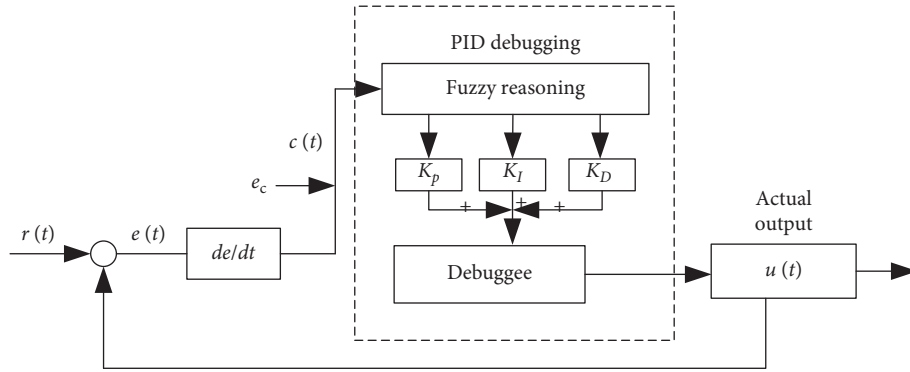 PID debugging
Fuzzy reasoning
c (t)
K_p
K_I
K_D
e_c
+
+
+
Actual
output
r (t)
e (t)
de/dt
Debuggee
u (t)